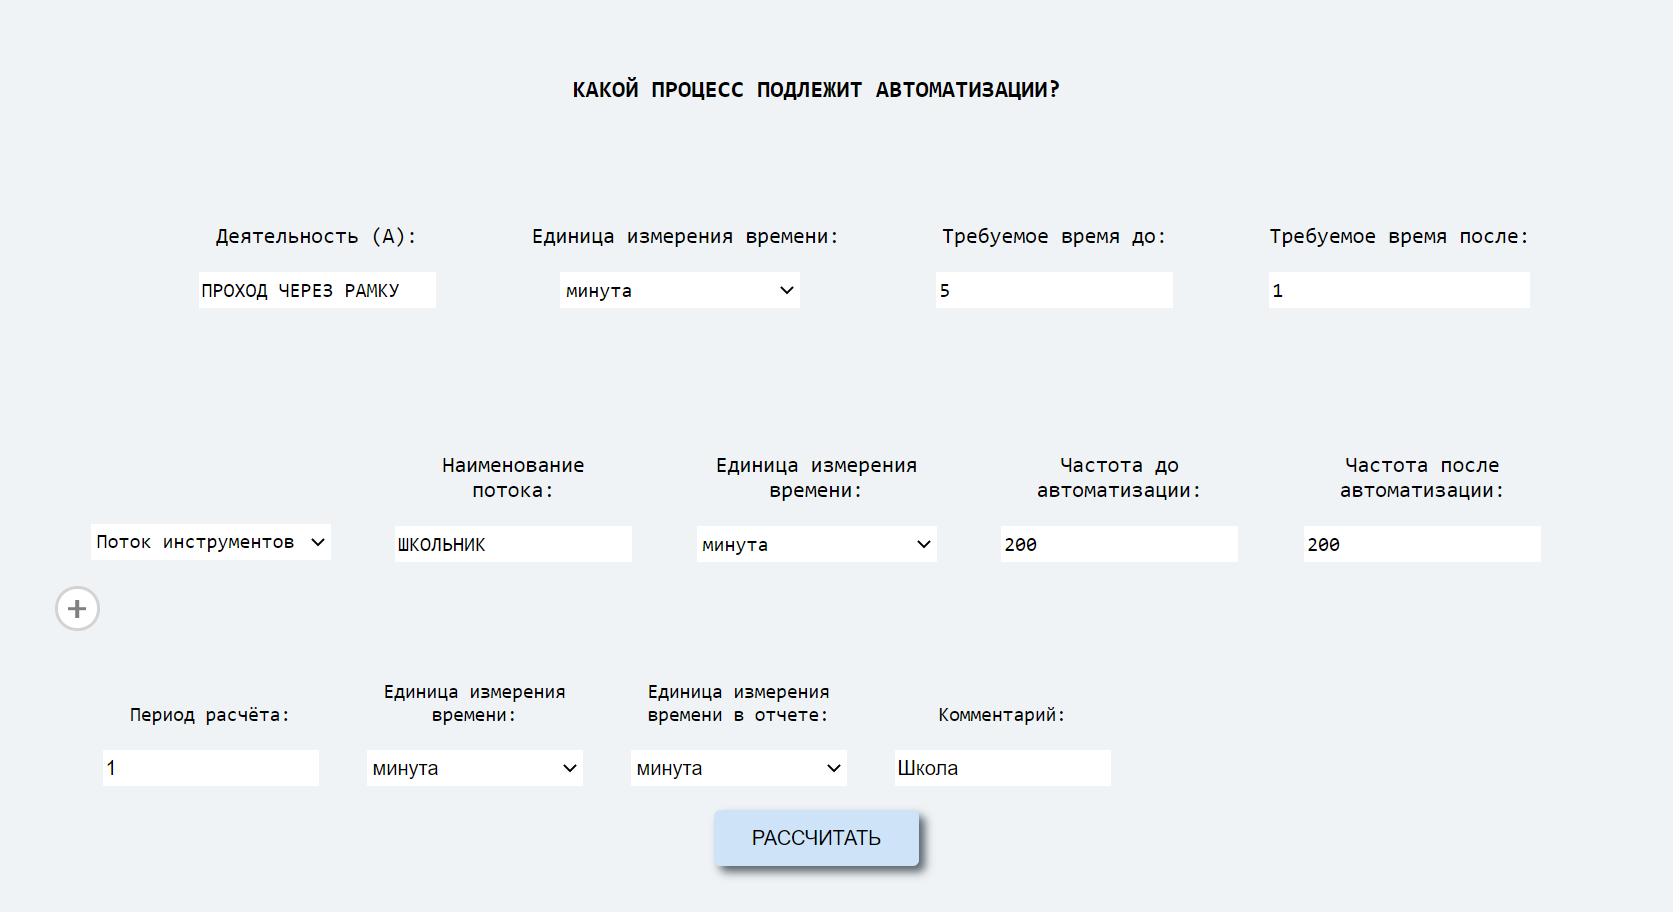 КАКОЙ ПРОЦЕСС ПОДЛЕЖИТ АВТОМАТИЗАЦИИ?
Деятельность (А): Единица измерения времени: Требуемое время до: Требуемое время после:
ПРОХОД ЧЕРЕЗ РАМКУ минута 5 1
Наименование Единица измерения Частота до Частота после
потока: времени: автоматизации: автоматизации:
Поток инструментов ШКОЛЬНИК минута 200 200
+
Единица измерения Единица измерения
Период расчёта: времени: времени в отчете: Комментарий:
1 минута минута Школа
РАССЧИТАТЬ